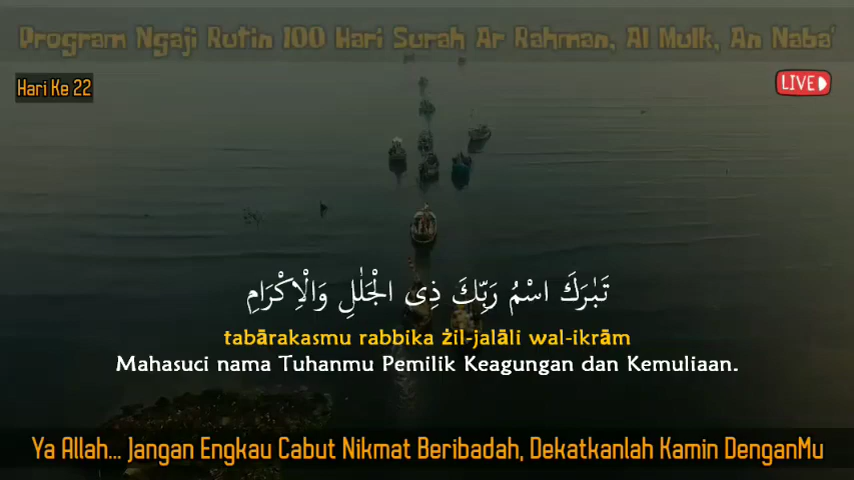 Program Ngaji Rutin 100 Hari Surah Ar Rahman, Al Mulk, An Naba'
Hari Ke 22
LIVE
تَبٰرَكَ اسْمُ رَبِّكَ ذِى الْجَلٰلِ وَالْاِكْرَامِ
tabārakasmu rabbika żil-jalāli wal-ikrām
Mahasuci nama Tuhanmu Pemilik Keagungan dan Kemuliaan.
Ya Allah... Jangan Engkau Cabut Nikmat Beribadah, Dekatkanlah Kamin DenganMu